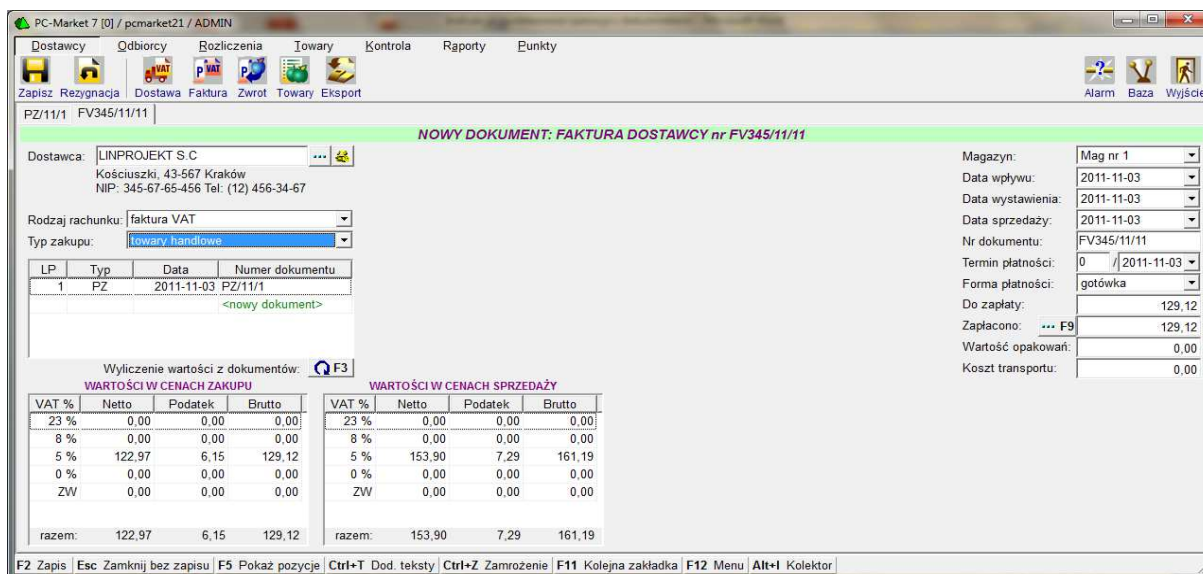 PC-Market 7 [0] / pcmarket21 / ADMIN
Dostawcy Odbiorcy Rozliczenia Towary Kontrola Raporty Punkty
Zapisz Rezygnacja Dostawa Faktura Zwrot Towary Eksport Alarm Baza Wyjście
PZ/11/1 FV345/11/11
NOWY DOKUMENT: FAKTURA DOSTAWCY nr FV345/11/11
Dostawca: LINPROJEKT S.C
Kościuszki, 43-567 Kraków
NIP: 345-67-65-456 Tel: (12) 456-34-67
Rodzaj rachunku: faktura VAT
Typ zakupu: towary handlowe
LP Typ Data Numer dokumentu
1 PZ 2011-11-03 PZ/11/1
<nowy dokument>
Magazyn: Mag nr 1
Data wpływu: 2011-11-03
Data wystawienia: 2011-11-03
Data sprzedaży: 2011-11-03
Nr dokumentu: FV345/11/11
Termin płatności: 0 / 2011-11-03
Forma płatności: gotówka
Do zapłaty: 129,12
Zapłacono: ... F9 129,12
Wartość opakowań: 0,00
Koszt transportu: 0,00
Wyliczenie wartości z dokumentów: F3
WARTOŚCI W CENACH ZAKUPU
VAT % Netto Podatek Brutto
23 % 0,00 0,00 0,00
8 % 0,00 0,00 0,00
5 % 122,97 6,15 129,12
0 % 0,00 0,00 0,00
ZW 0,00 0,00 0,00
razem: 122,97 6,15 129,12
WARTOŚCI W CENACH SPRZEDAŻY
VAT % Netto Podatek Brutto
23 % 0,00 0,00 0,00
8 % 0,00 0,00 0,00
5 % 153,90 7,29 161,19
0 % 0,00 0,00 0,00
ZW 0,00 0,00 0,00
razem: 153,90 7,29 161,19
F2 Zapis Esc Zamknij bez zapisu F5 Pokaż pozycje Ctrl+T Dod. teksty Ctrl+Z Zamrożenie F11 Kolejna zakładka F12 Menu Alt+I Kolektor